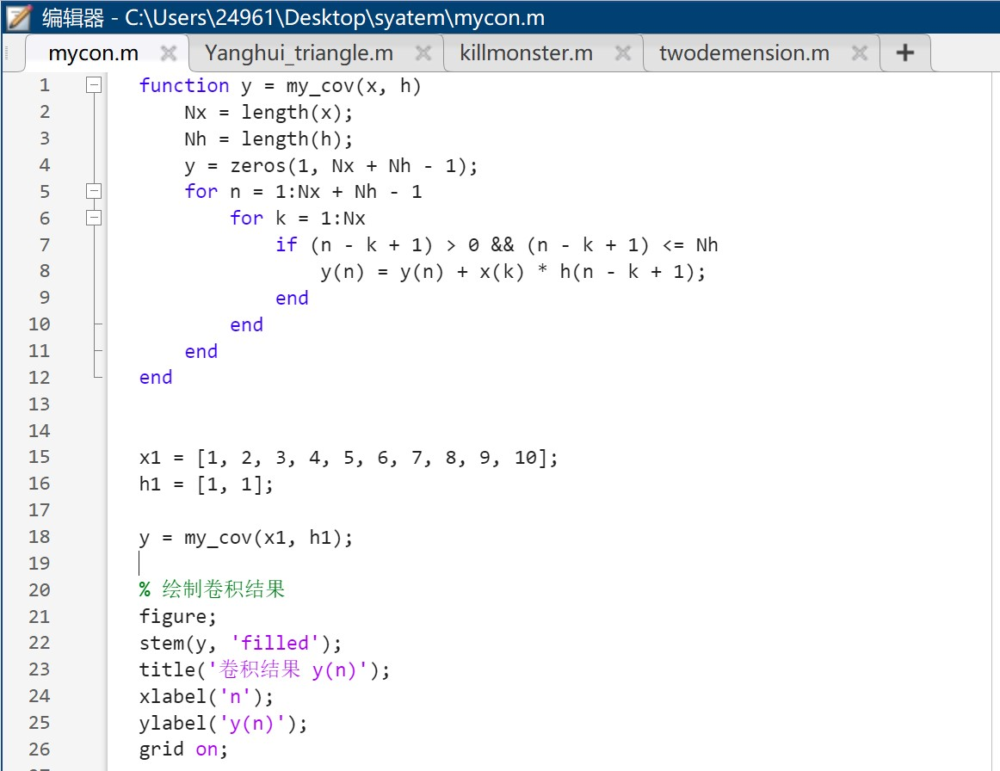 编辑器 - C:\Users\24961\Desktop\syatem\mycon.m
mycon.m Yanghui_triangle.m killmonster.m twodemension.m +
1 function y = my_cov(x, h)
2 Nx = length(x);
3 Nh = length(h);
4 y = zeros(1, Nx + Nh - 1);
5 for n = 1:Nx + Nh - 1
6 for k = 1:Nx
7 if (n - k + 1) > 0 && (n - k + 1) <= Nh
8 y(n) = y(n) + x(k) * h(n - k + 1);
9 end
10 end
11 end
12 end
13
14
15 x1 = [1, 2, 3, 4, 5, 6, 7, 8, 9, 10];
16 h1 = [1, 1];
17
18 y = my_cov(x1, h1);
19
20 % 绘制卷积结果
21 figure;
22 stem(y, 'filled');
23 title('卷积结果 y(n)');
24 xlabel('n');
25 ylabel('y(n)');
26 grid on;